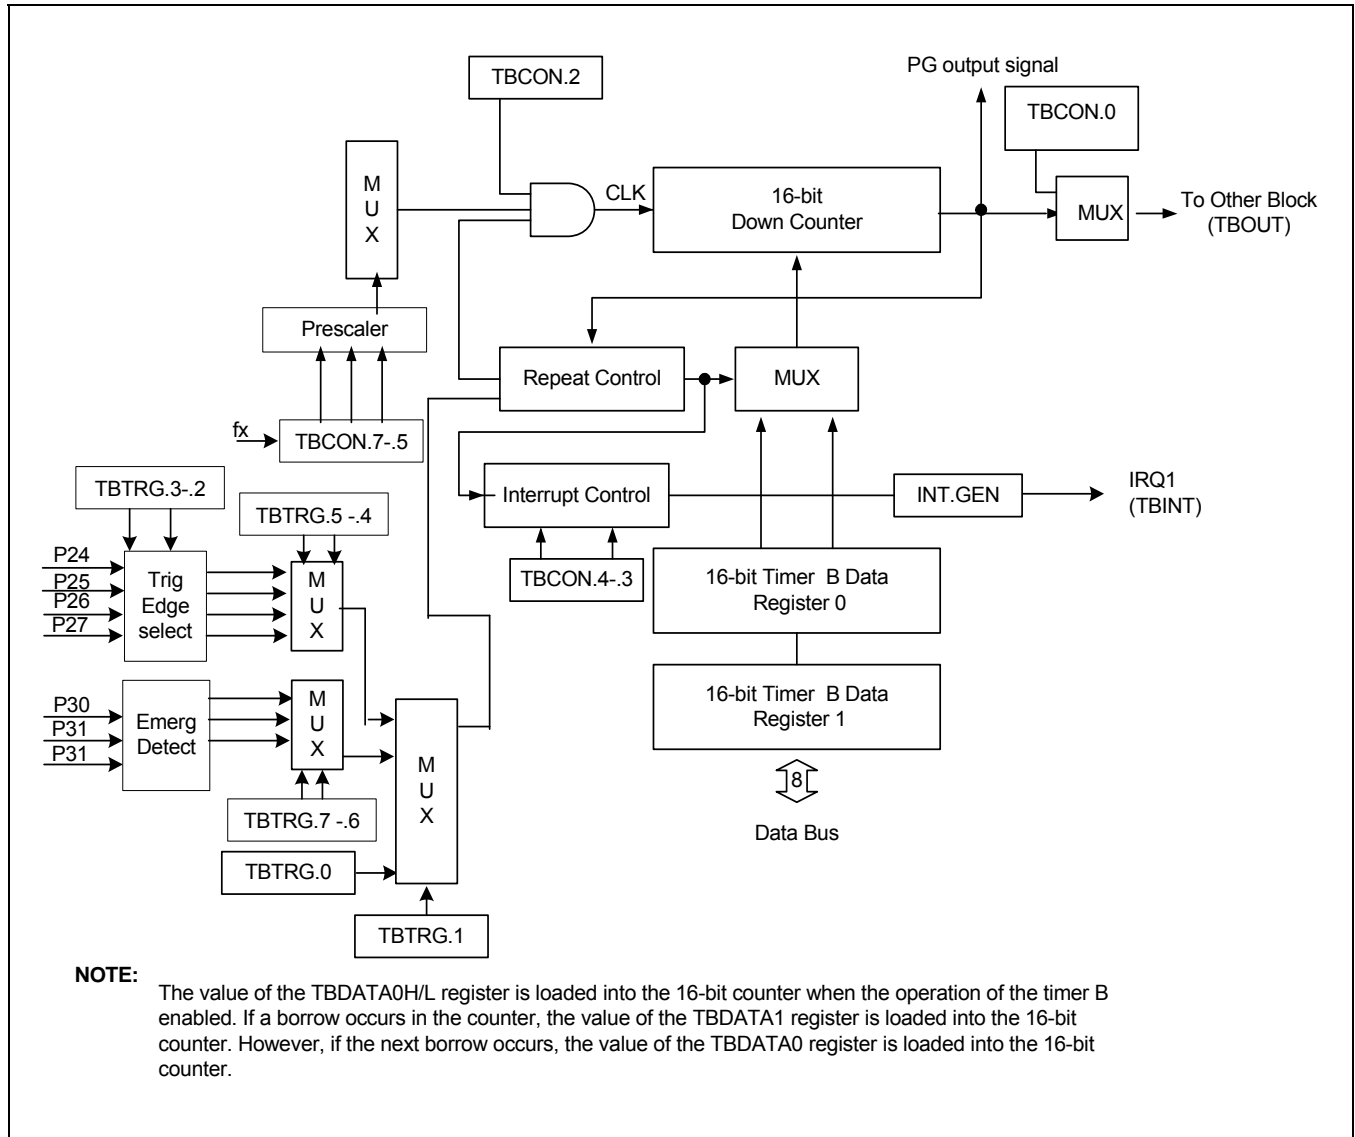 TBCON.2
PG output signal
TBCON.0
M
U
X
CLK
16-bit
Down Counter
MUX
To Other Block
(TBOUT)
Prescaler
Repeat Control
MUX
fx
TBCON.7-.5
TBTRG.3-.2
TBTRG.5 -.4
Interrupt Control
INT.GEN
IRQ1
(TBINT)
P24
P25
P26
P27
Trig
Edge
select
M
U
X
TBCON.4-.3
16-bit Timer B Data
Register 0
16-bit Timer B Data
Register 1
P30
P31
P31
Emerg
Detect
M
U
X
M
U
X
8
Data Bus
TBTRG.7 -.6
TBTRG.0
TBTRG.1
NOTE:
The value of the TBDATA0H/L register is loaded into the 16-bit counter when the operation of the timer B
enabled. If a borrow occurs in the counter, the value of the TBDATA1 register is loaded into the 16-bit
counter. However, if the next borrow occurs, the value of the TBDATA0 register is loaded into the 16-bit
counter.